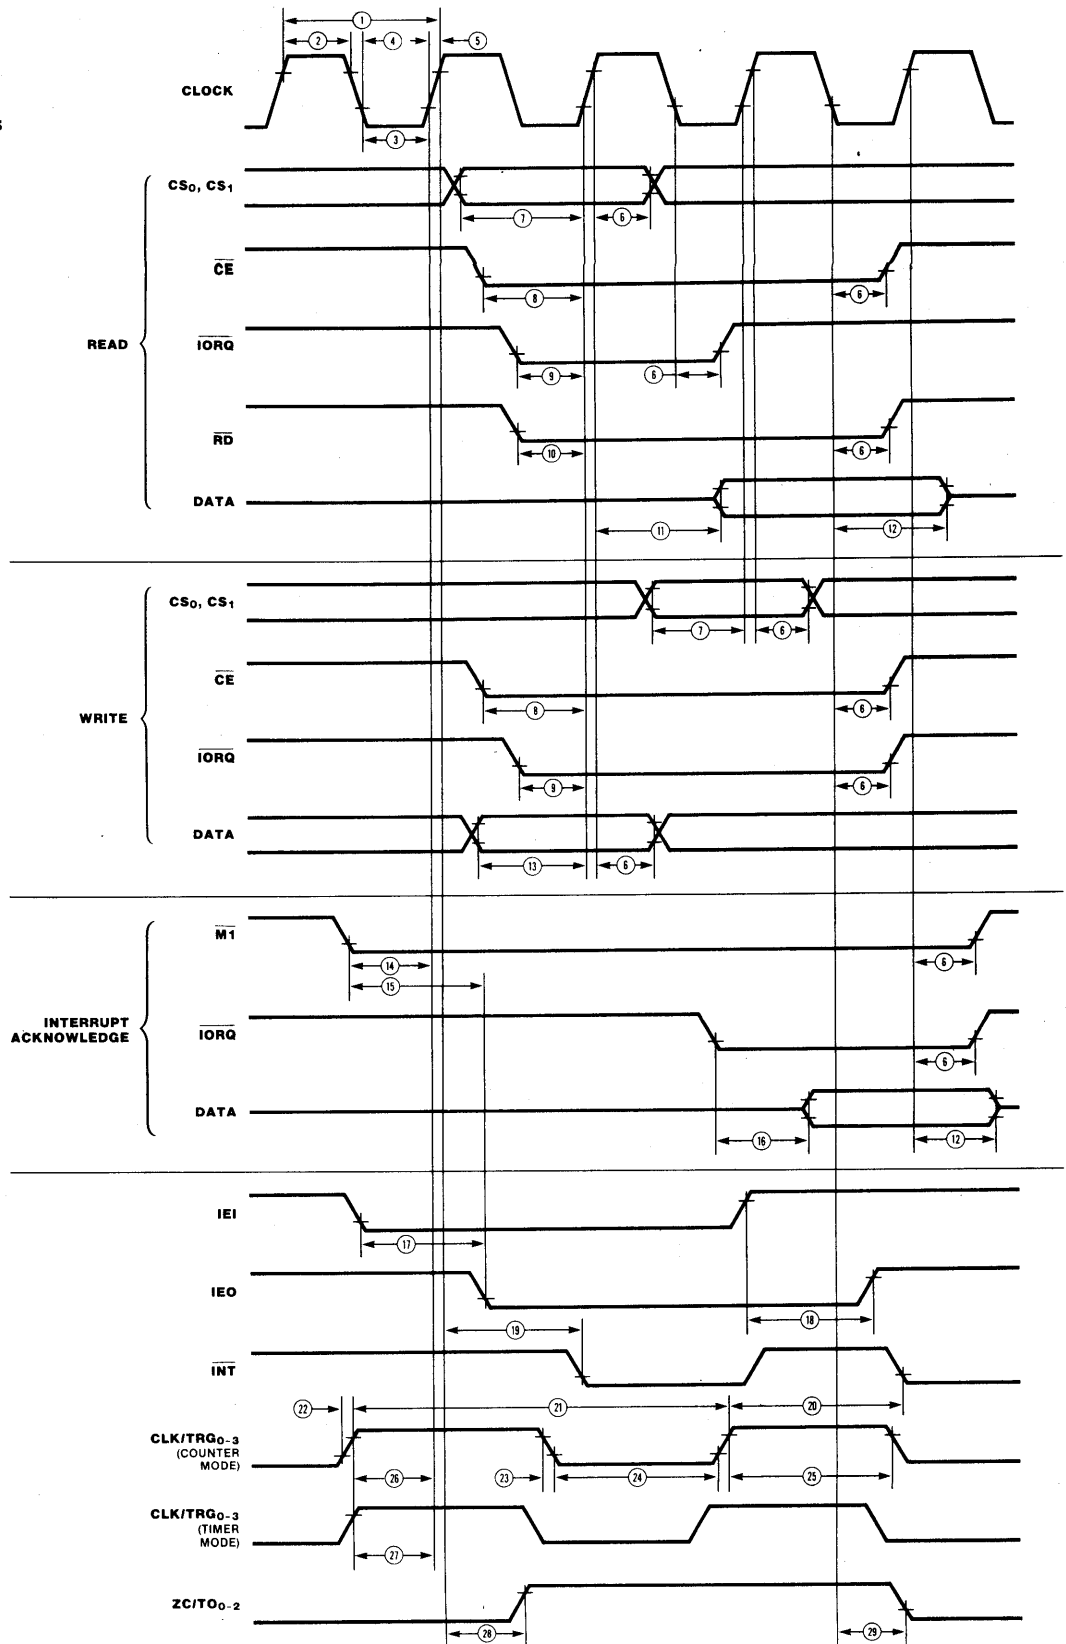 1
2
4
5
CLOCK
S
3
READ
CS0, CS1
7
6
CE
8
6
IORQ
9
6
RD
10
6
DATA
11
12
WRITE
CS0, CS1
7
6
CE
8
6
IORQ
9
6
DATA
13
6
INTERRUPT
ACKNOWLEDGE
M1
14
6
15
IORQ
6
DATA
16
12
IEI
17
IEO
18
19
INT
22
21
20
CLK/TRG0-3
(COUNTER
MODE)
26
23
24
25
CLK/TRG0-3
(TIMER
MODE)
27
ZC/TO0-2
28
29